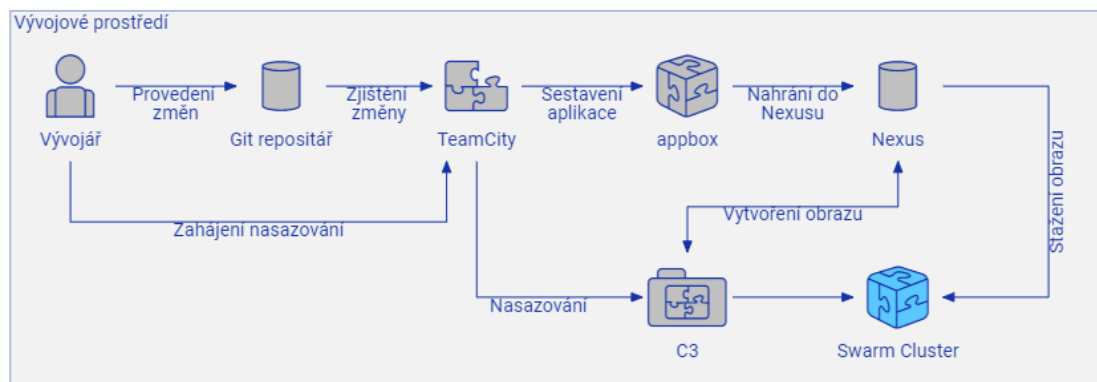 Vývojové prostředí
Provedení
změn
Zjištění
změny
Sestavení
aplikace
Nahrání do
Nexusu
Vývojář
Git repositář
TeamCity
appbox
Nexus
Stažení obrazu
Vytvoření obrazu
Zahájení nasazování
Nasazování
C3
Swarm Cluster